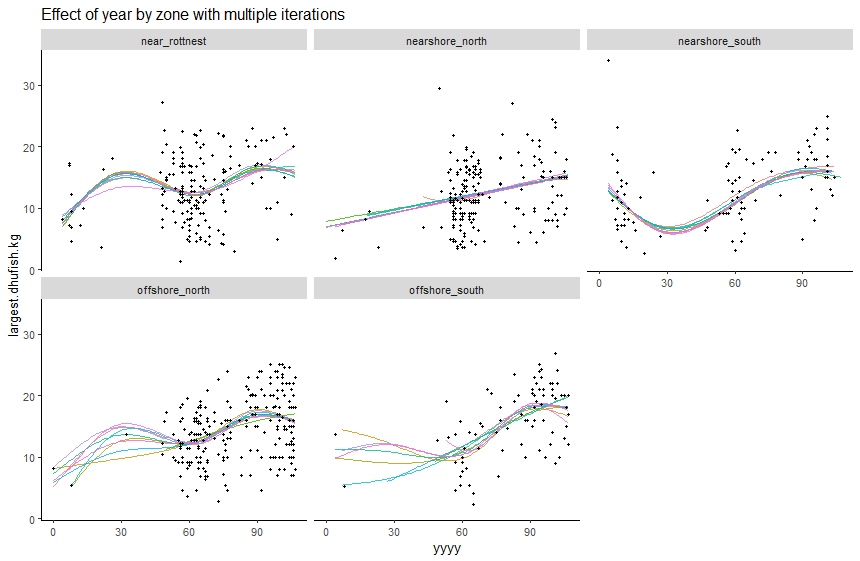 Effect of year by zone with multiple iterations
near_rottnest
nearshore_north
nearshore_south
30
20
10
0
0
30
60
90
offshore_north
offshore_south
30
20
10
0
0
30
60
90
0
30
60
90
largest.dhufish.kg
yyyy